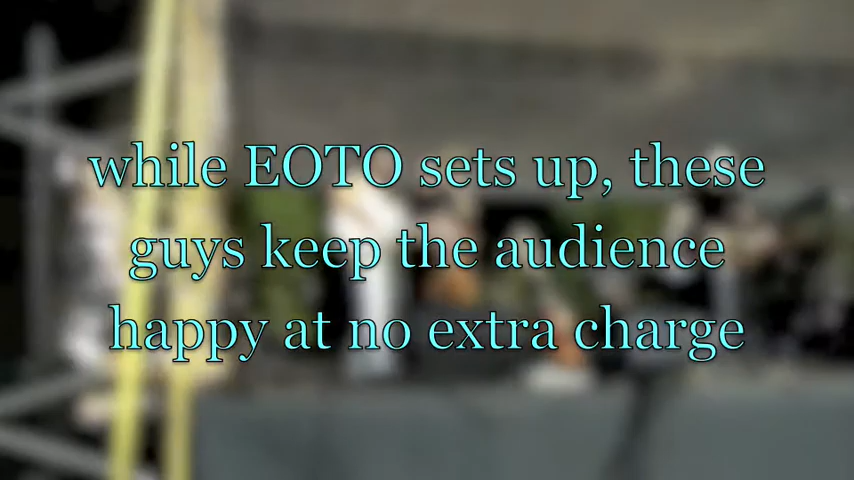 while EOTO sets up, these
guys keep the audience
happy at no extra charge